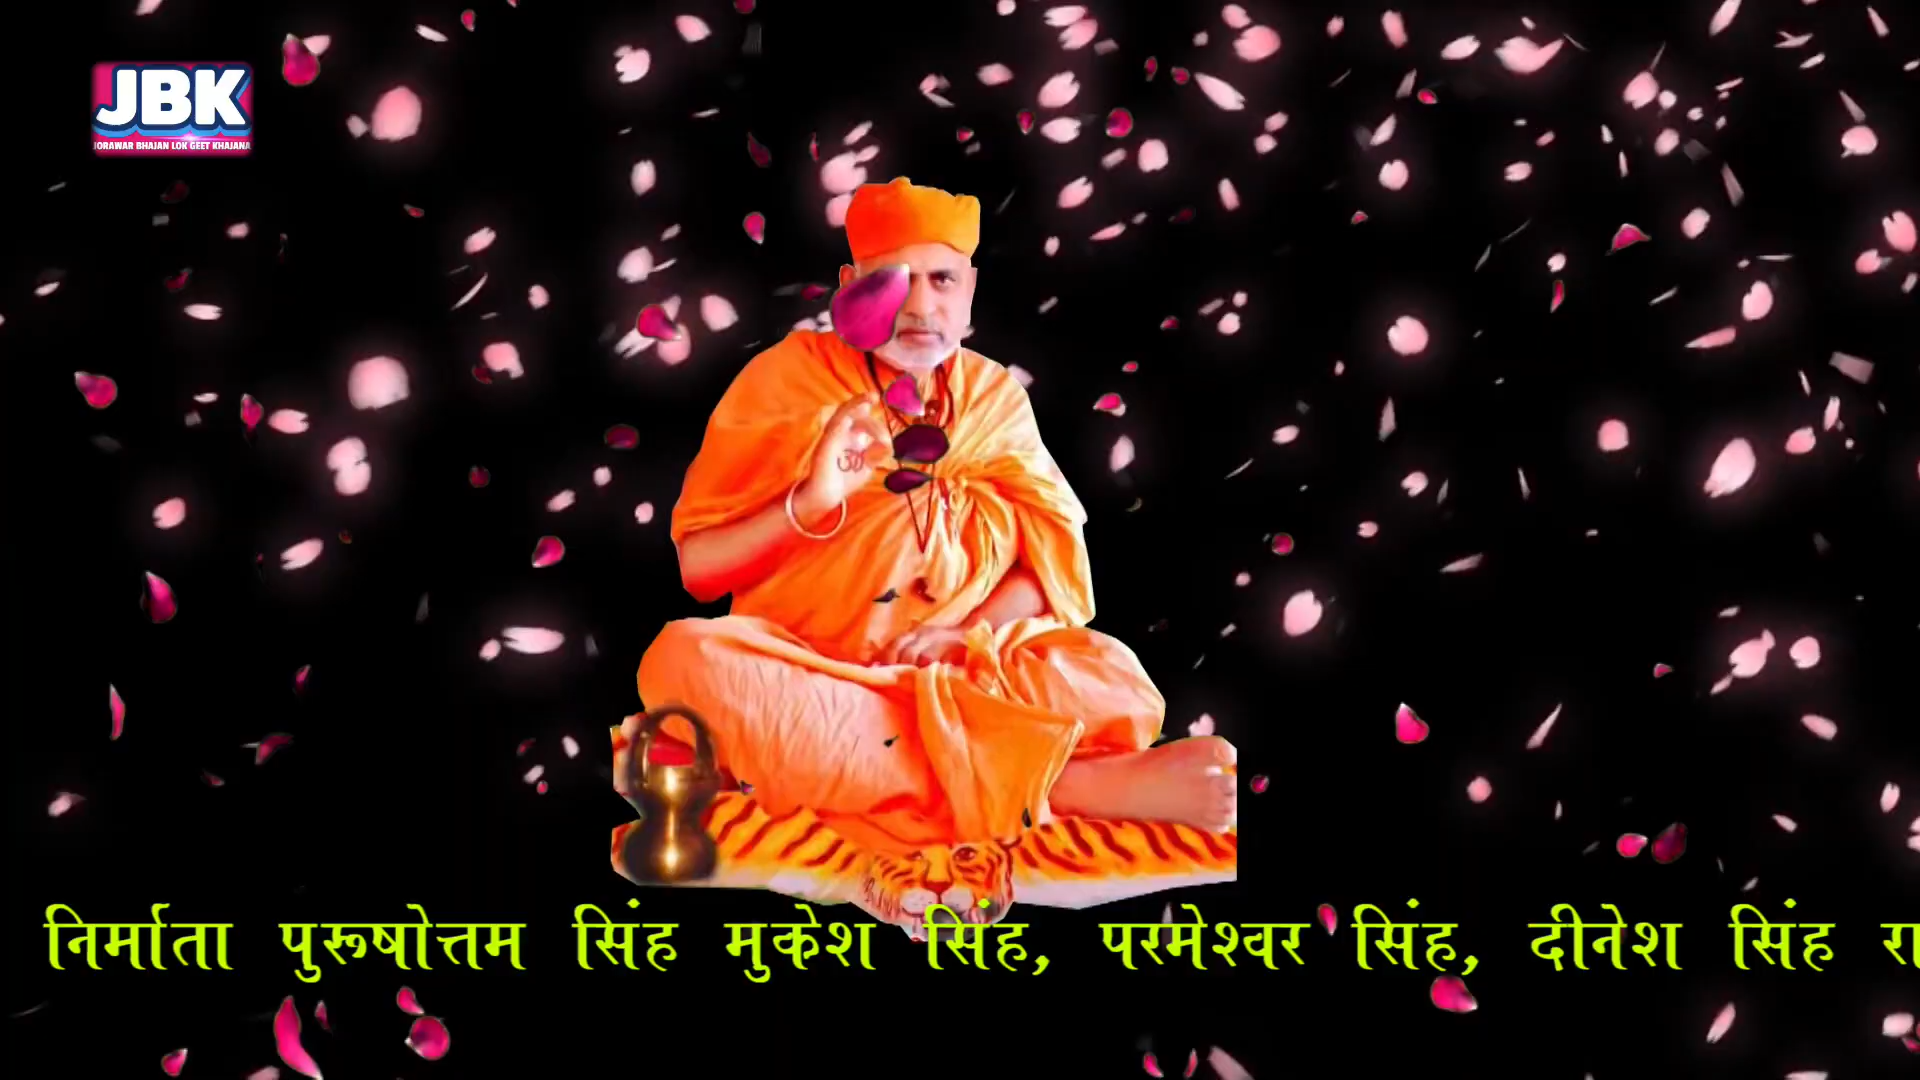 JBK
JORAWAR BHAJAN LOK GEET KHAJANA
ॐ
निर्माता पुरूषोत्तम सिंह मुकेश सिंह, परमेश्वर सिंह, दीनेश सिंह रा